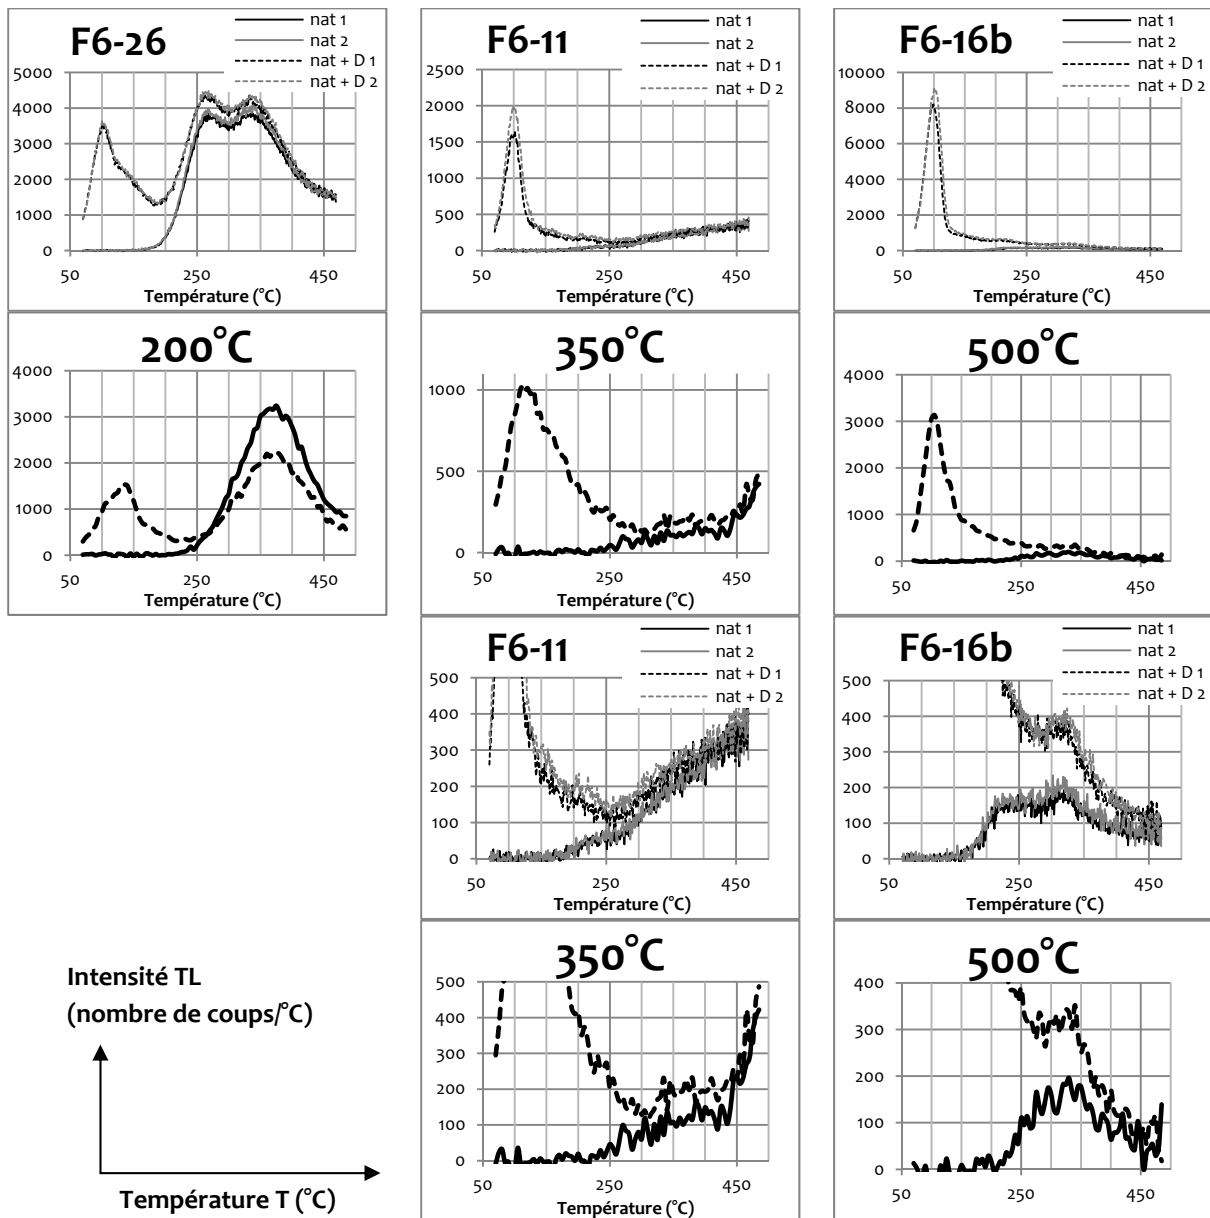 F6-26
nat 1
nat 2
nat + D 1
nat + D 2
5000
4000
3000
2000
1000
0
50
250
450
Température (°C)
F6-11
nat 1
nat 2
nat + D 1
nat + D 2
2500
2000
1500
1000
500
0
50
250
450
Température (°C)
F6-16b
nat 1
nat 2
nat + D 1
nat + D 2
10000
8000
6000
4000
2000
0
50
250
450
Température (°C)
200°C
4000
3000
2000
1000
0
50
250
450
Température (°C)
350°C
1000
500
0
50
250
450
Température (°C)
500°C
4000
3000
2000
1000
0
50
250
450
Température (°C)
F6-11
nat 1
nat 2
nat + D 1
nat + D 2
500
400
300
200
100
0
50
250
450
Température (°C)
F6-16b
nat 1
nat 2
nat + D 1
nat + D 2
500
400
300
200
100
0
50
250
450
Température (°C)
Intensité TL
(nombre de coups/°C)
Température T (°C)
350°C
500
400
300
200
100
0
50
250
450
Température (°C)
500°C
400
300
200
100
0
50
250
450
Température (°C)